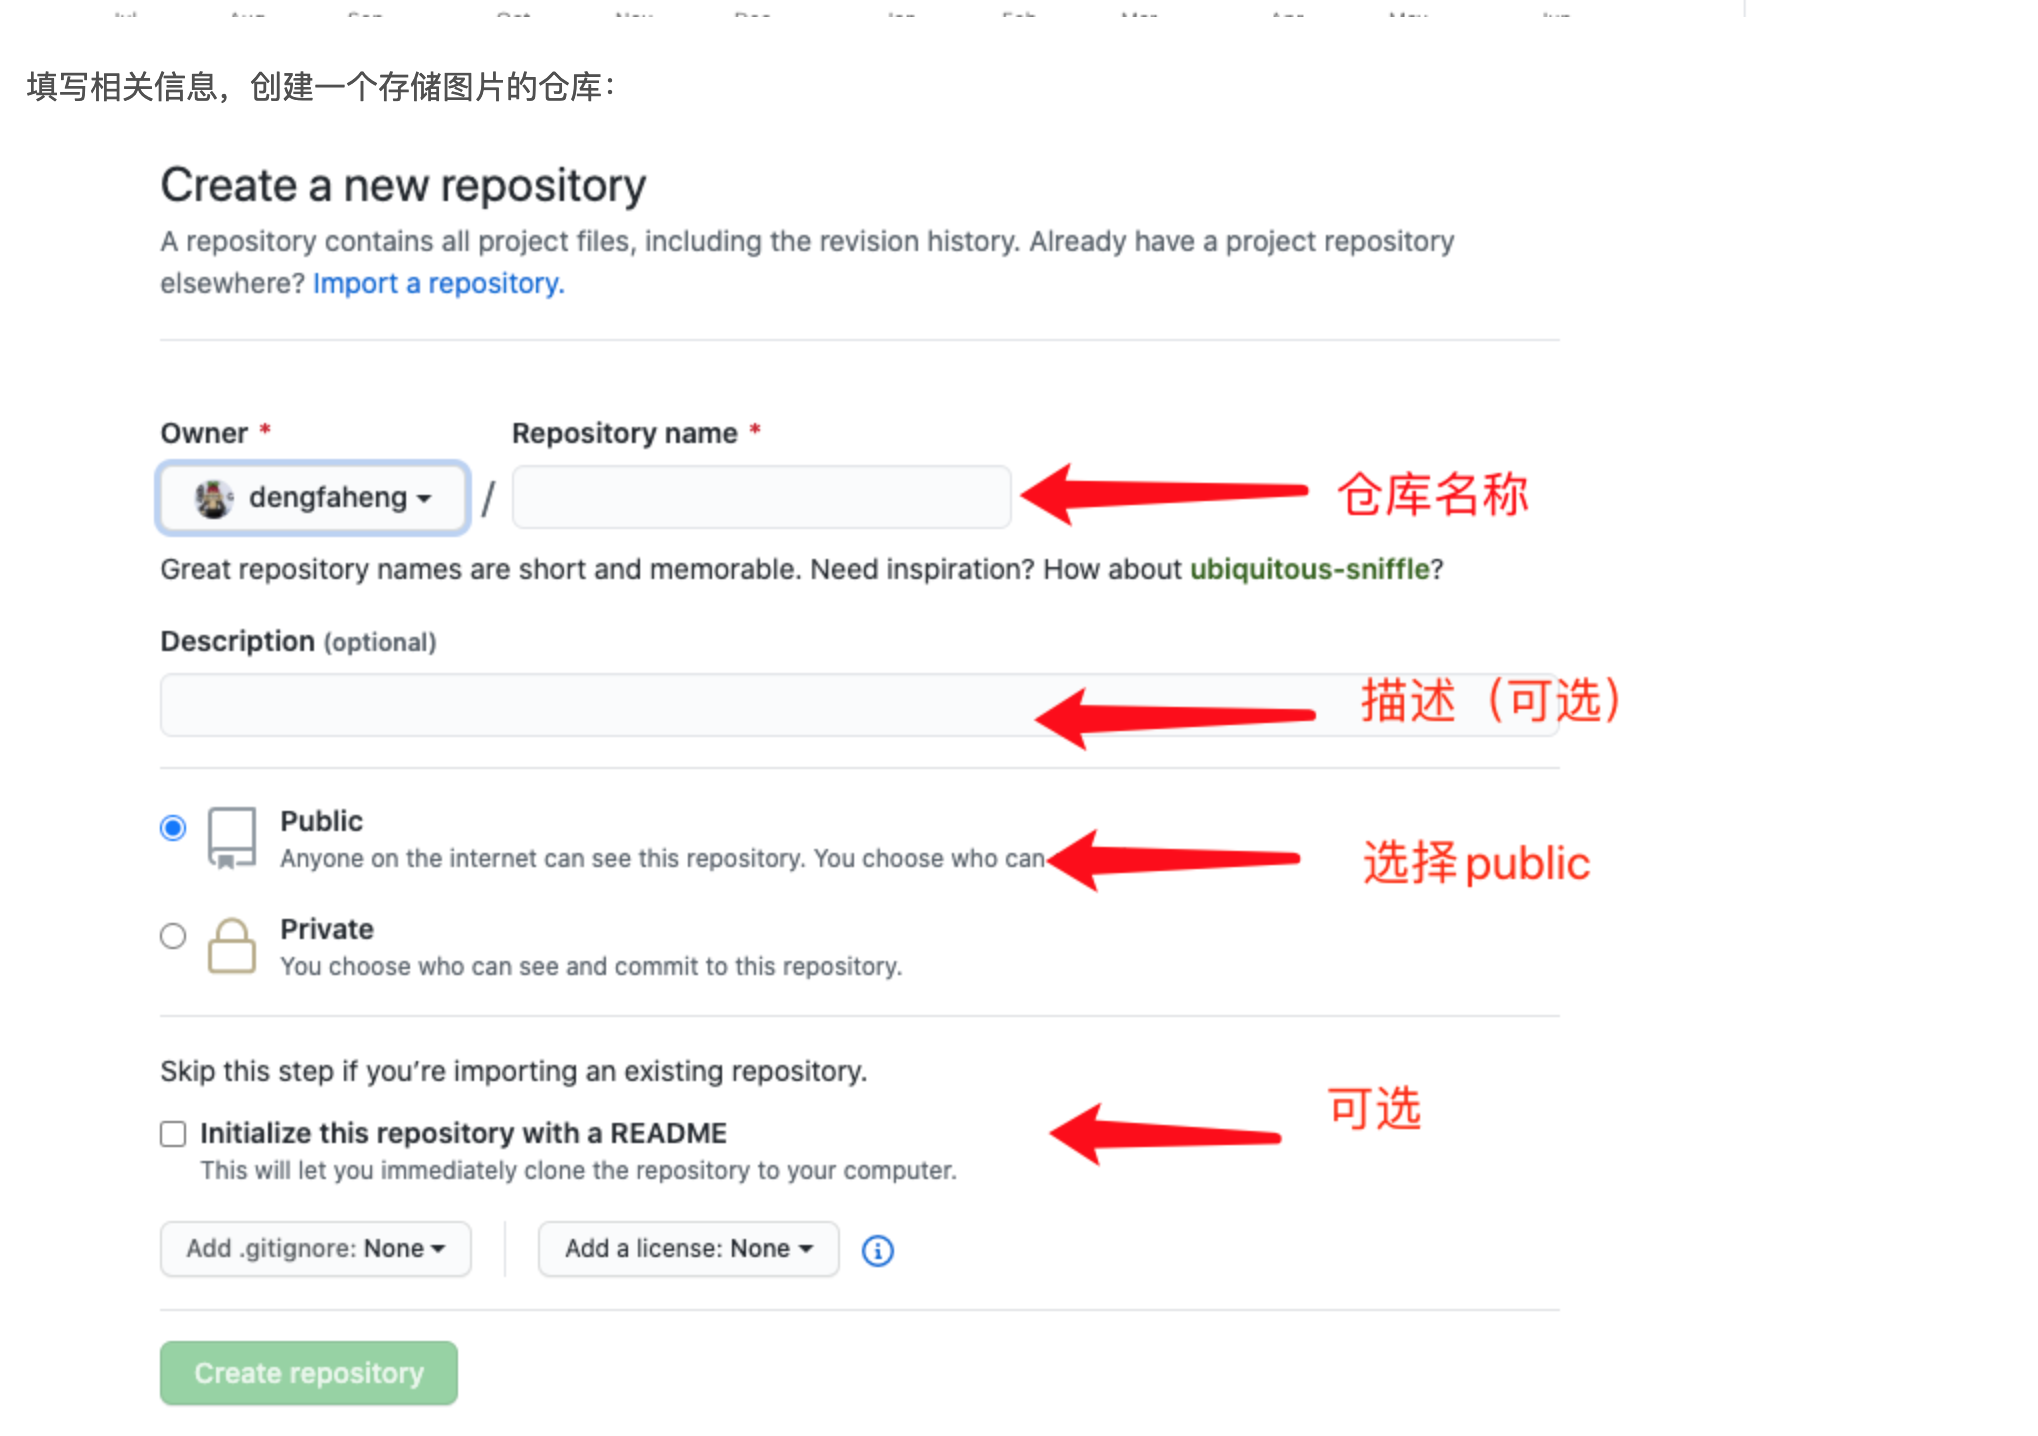 填写相关信息，创建一个存储图片的仓库：
Create a new repository
A repository contains all project files, including the revision history. Already have a project repository
elsewhere? Import a repository.
Owner * Repository name *
dengfaheng / 仓库名称
Great repository names are short and memorable. Need inspiration? How about ubiquitous-sniffle?
Description (optional)
描述（可选）
Public
Anyone on the internet can see this repository. You choose who can
选择public
Private
You choose who can see and commit to this repository.
Skip this step if you're importing an existing repository.
可选
Initialize this repository with a README
This will let you immediately clone the repository to your computer.
Add .gitignore: None Add a license: None
Create repository